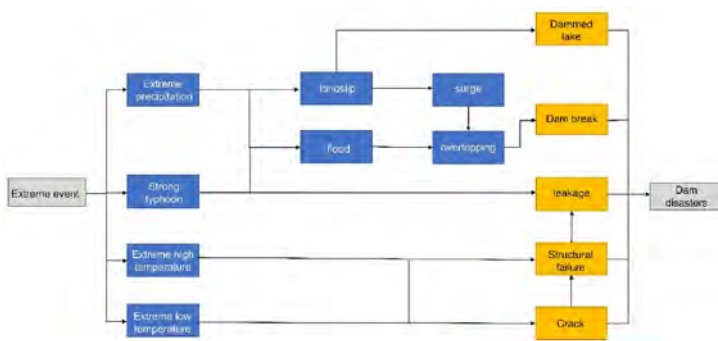 Dammed
lake
Extreme
precipitation
landslip
surge
Dam break
flood
overtopping
Extreme event
Strong
typhoon
leakage
Dam
disasters
Extreme high
temperature
Structural
failure
Extreme low
temperature
Crack